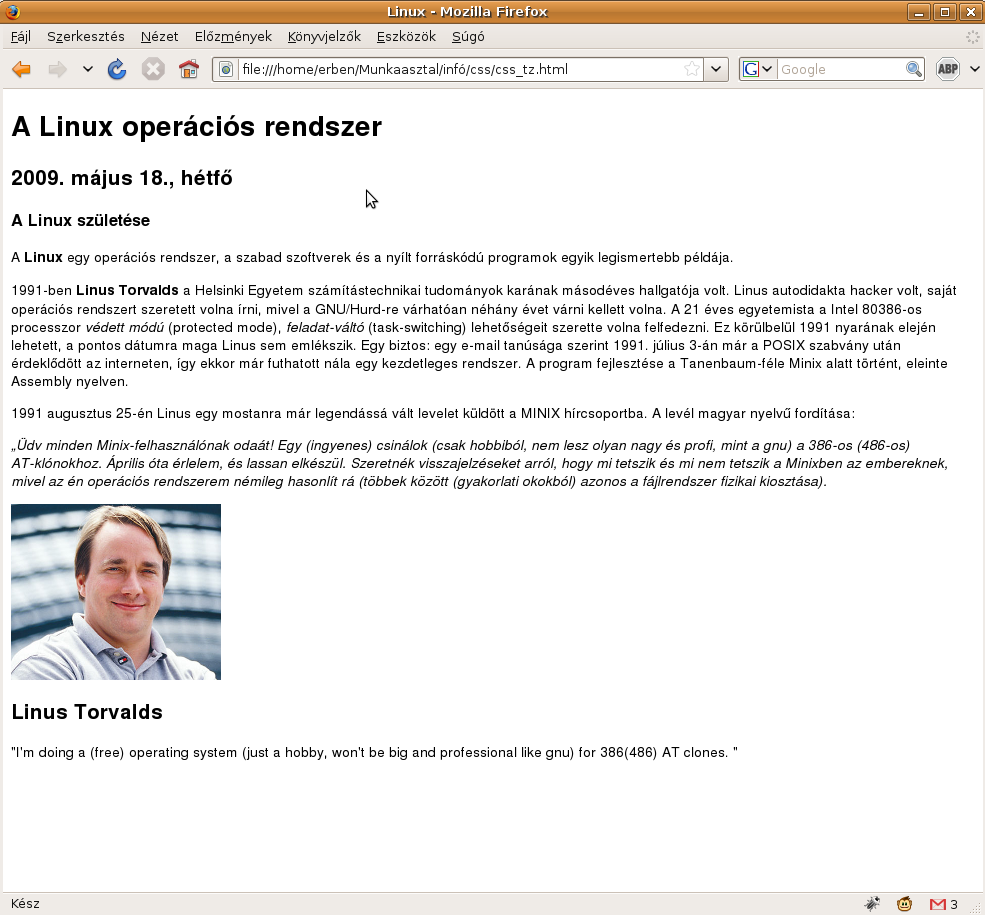 Linux - Mozilla Firefox
Fájl Szerkesztés Nézet Előzmények Könyvjelzők Eszközök Súgó
file:///home/erben/Munkaasztal/infó/css/css_tz.html G Google ABP
A Linux operációs rendszer
2009. május 18., hétfő
A Linux születése
A Linux egy operációs rendszer, a szabad szoftverek és a nyílt forráskódú programok egyik legismertebb példája.
1991-ben Linus Torvalds a Helsinki Egyetem számítástechnikai tudományok karának másodéves hallgatója volt. Linus autodidakta hacker volt, saját
operációs rendszert szeretett volna írni, mivel a GNU/Hurd-re várhatóan néhány évet várni kellett volna. A 21 éves egyetemista a Intel 80386-os
processzor védett módú (protected mode), feladat-váltó (task-switching) lehetőségeit szerette volna felfedezni. Ez körülbelül 1991 nyarának elején
lehetett, a pontos dátumra maga Linus sem emlékszik. Egy biztos: egy e-mail tanúsága szerint 1991. július 3-án már a POSIX szabvány után
érdeklődött az interneten, így ekkor már futhatott nála egy kezdetleges rendszer. A program fejlesztése a Tanenbaum-féle Minix alatt történt, eleinte
Assembly nyelven.
1991 augusztus 25-én Linus egy mostanra már legendássá vált levelet küldött a MINIX hírcsoportba. A levél magyar nyelvű fordítása:
„Üdv minden Minix-felhasználónak odaát! Egy (ingyenes) csinálok (csak hobbiból, nem lesz olyan nagy és profi, mint a gnu) a 386-os (486-os)
AT-klónokhoz. Április óta érlelem, és lassan elkészül. Szeretnék visszajelzéseket arról, hogy mi tetszik és mi nem tetszik a Minixben az embereknek,
mivel az én operációs rendszerem némileg hasonlít rá (többek között (gyakorlati okokból) azonos a fájlrendszer fizikai kiosztása).
Linus Torvalds
"I'm doing a (free) operating system (just a hobby, won't be big and professional like gnu) for 386(486) AT clones. "
Kész 3